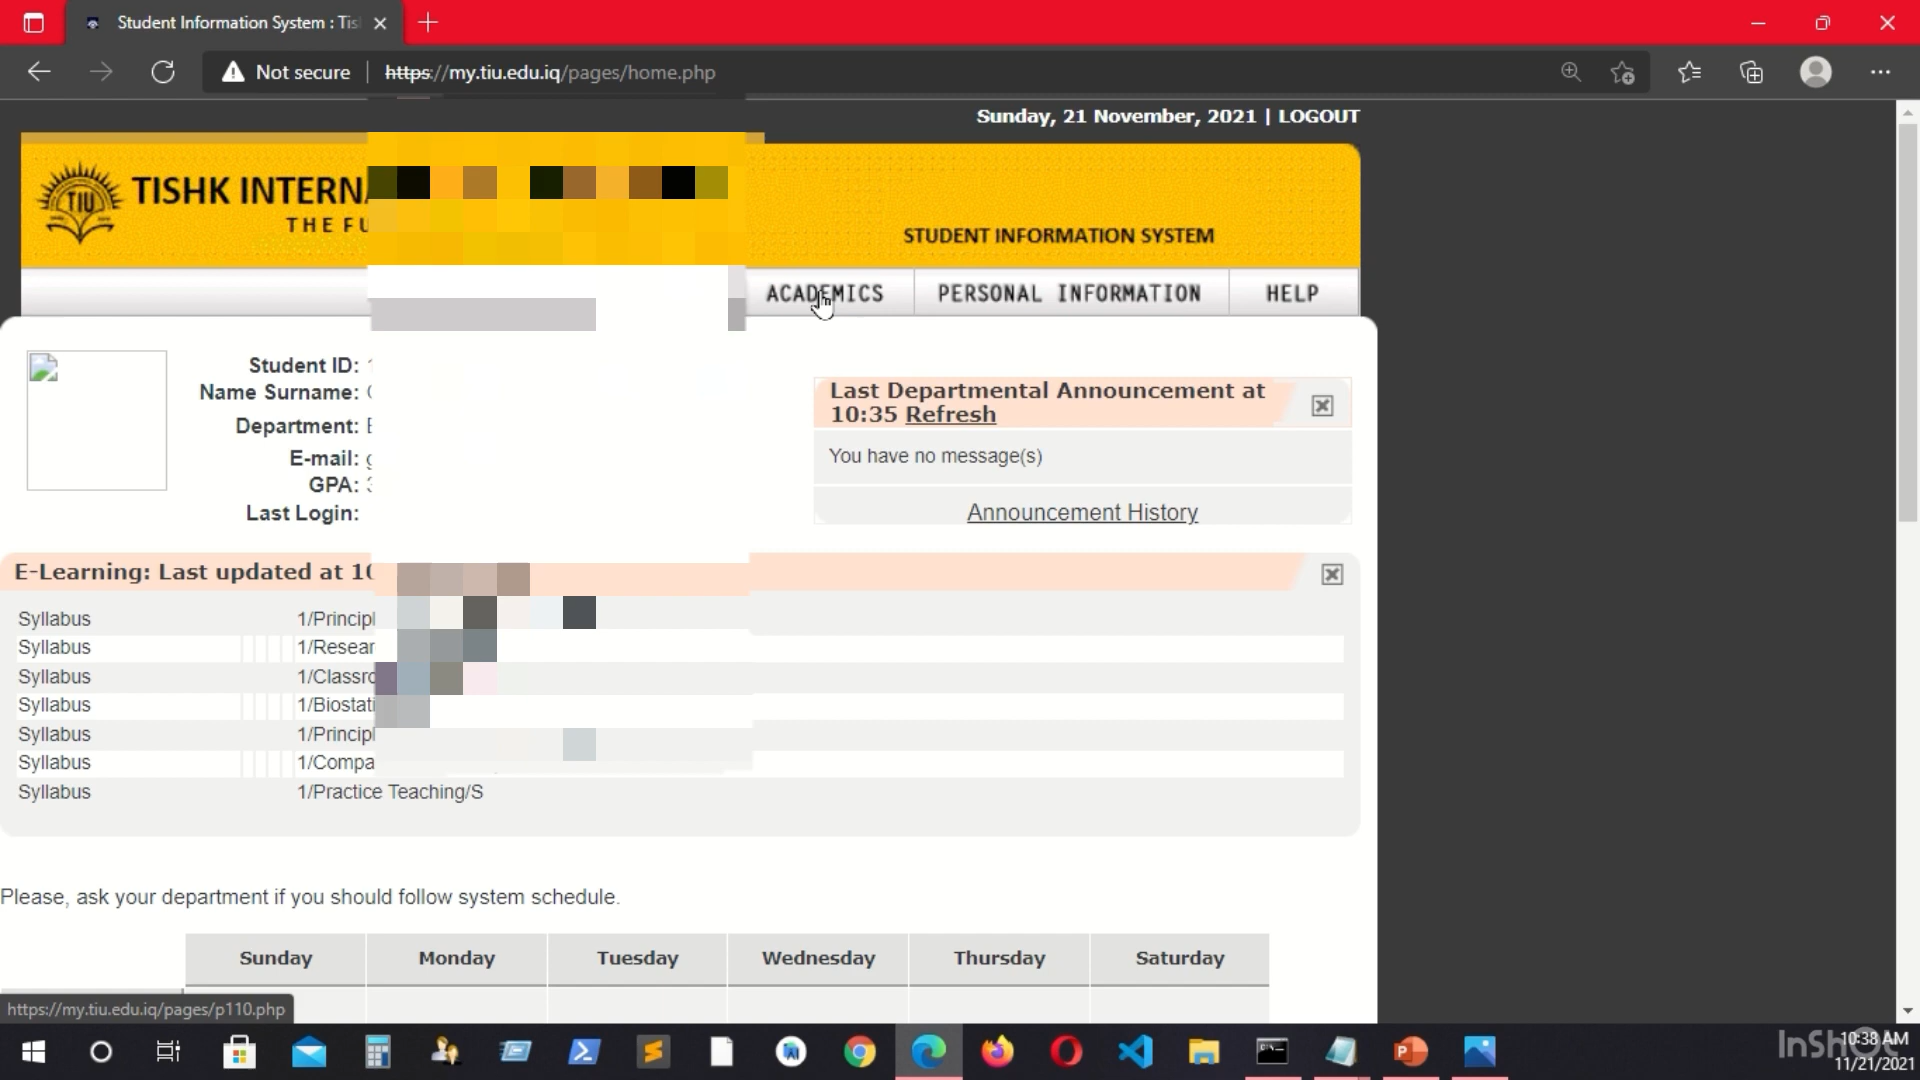 Student Information System : Tis
Not secure
https://my.tiu.edu.iq/pages/home.php
Sunday, 21 November, 2021 | LOGOUT
TIU
TISHK INTERN
THE FU
STUDENT INFORMATION SYSTEM
ACADEMICS
PERSONAL INFORMATION
HELP
Student ID:
Name Surname:
Department:
E-mail:
GPA:
Last Login:
Last Departmental Announcement at
10:35 Refresh
You have no message(s)
Announcement History
E-Learning: Last updated at 10
Syllabus 1/Principl
Syllabus 1/Resear
Syllabus 1/Classro
Syllabus 1/Biostati
Syllabus 1/Principl
Syllabus 1/Compa
Syllabus 1/Practice Teaching/S
Please, ask your department if you should follow system schedule.
Sunday Monday Tuesday Wednesday Thursday Saturday
https://my.tiu.edu.iq/pages/p110.php
InShOt
10:38 AM
11/21/2021